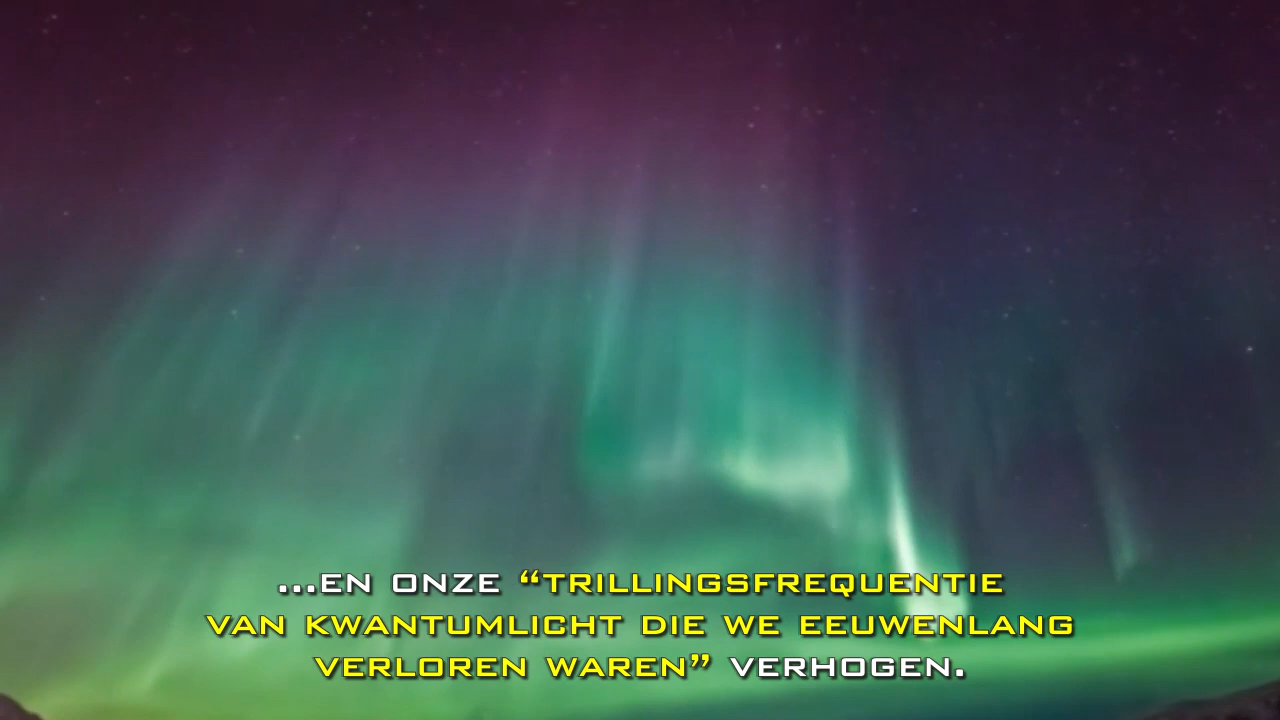 ...EN ONZE “TRILLINGSFREQUENTIE
VAN KWANTUMLICHT DIE WE EEUWENLANG
VERLOREN WAREN” VERHOGEN.